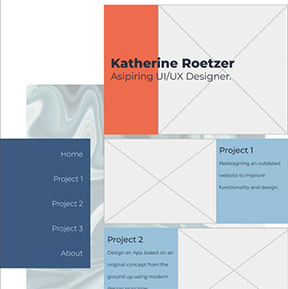 Katherine Roetzer
Asipiring UI/UX Designer.
Home
Project 1
Project 2
Project 3
About
Project 1
Redesigning an outdated
website to improve
functionality and design.
Project 2
Design an App based on an
original concept from the
ground up using modern
design principles